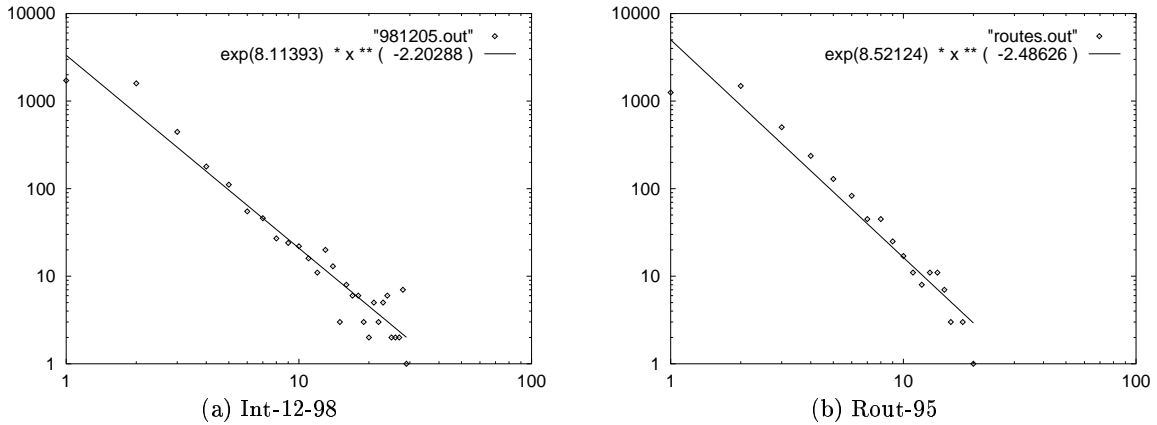 10000
1000
100
10
1
1
10
100
"981205.out"
exp(8.11393)  * x ** (  -2.20288 )
(a) Int-12-98
10000
1000
100
10
1
1
10
100
"routes.out"
exp(8.52124)  * x ** (  -2.48626 )
(b) Rout-95